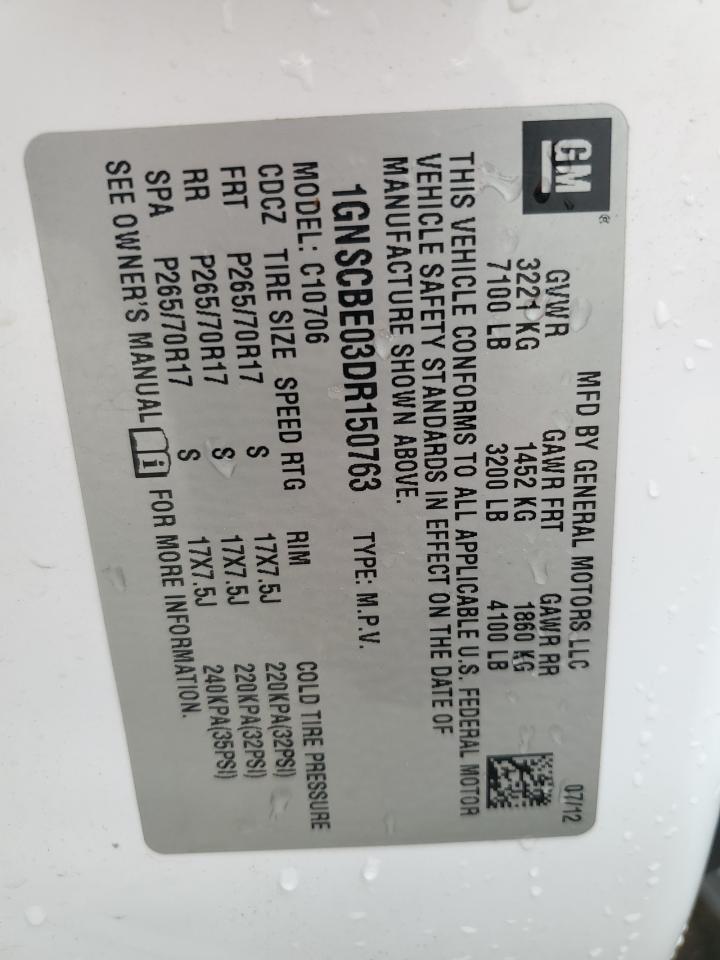 GM®
MFD BY GENERAL MOTORS LLC 07/12
GVWR GAWR FRT GAWR RR
3221 KG 1452 KG 1860 KG
7100 LB 3200 LB 4100 LB
THIS VEHICLE CONFORMS TO ALL APPLICABLE U.S. FEDERAL MOTOR
VEHICLE SAFETY STANDARDS IN EFFECT ON THE DATE OF
MANUFACTURE SHOWN ABOVE.
1GNSCBE03DR150763 TYPE: M.P.V.
MODEL: C10706
CDCZ TIRE SIZE SPEED RTG RIM COLD TIRE PRESSURE
FRT P265/70R17 S 17X7.5J 220KPA(32PSI)
RR P265/70R17 S 17X7.5J 220KPA(32PSI)
SPA P265/70R17 S 17X7.5J 240KPA(35PSI)
SEE OWNER'S MANUAL i FOR MORE INFORMATION.